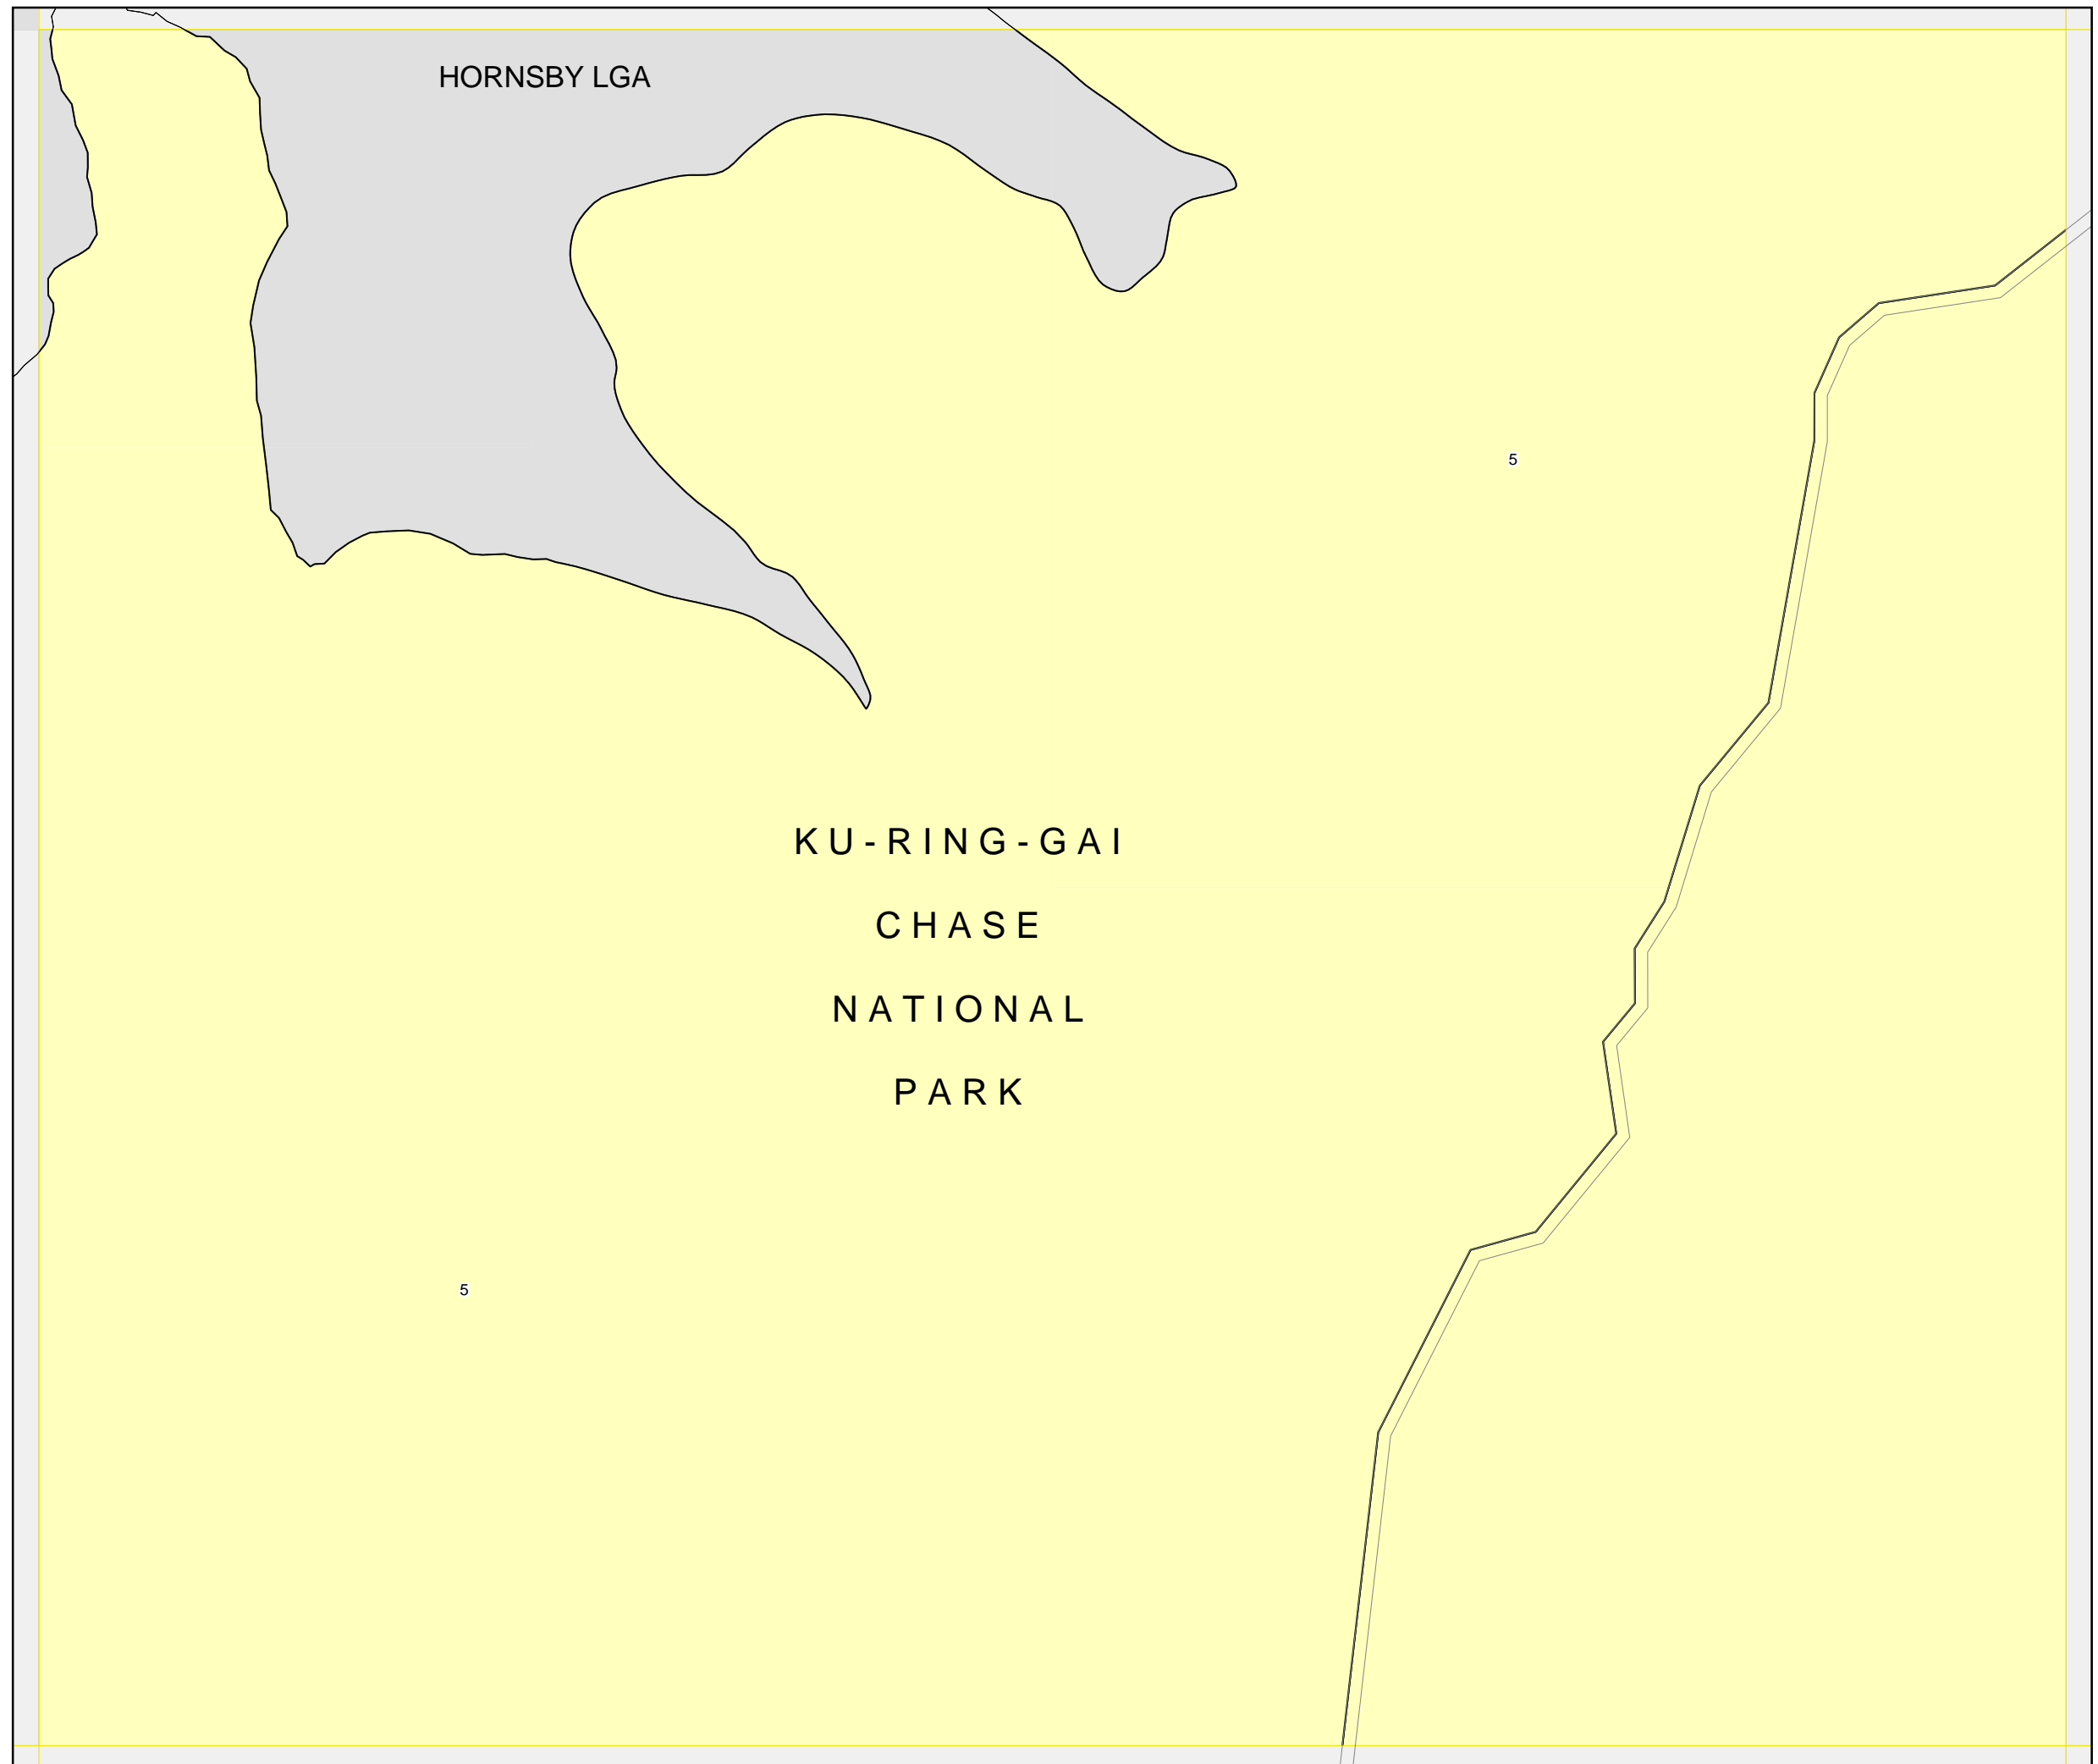 HORNSBY LGA
5
KU-RING-GAI
CHASE
NATIONAL
PARK
5